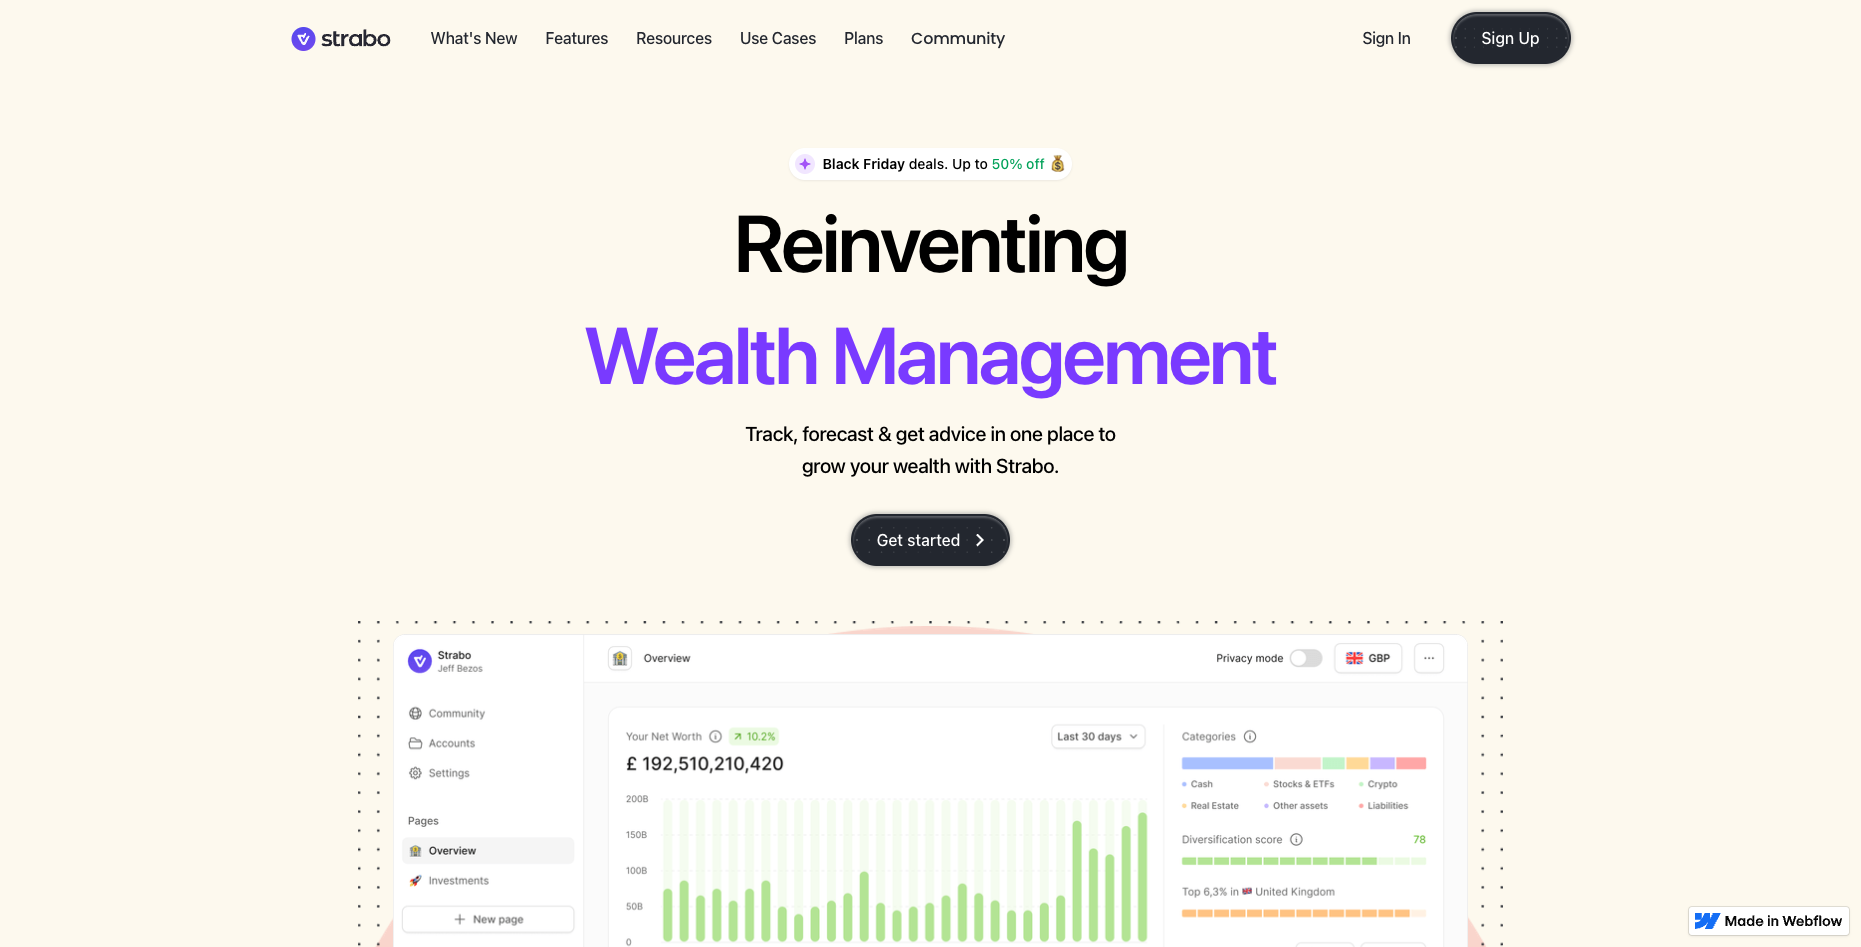 strabo
What's New
Features
Resources
Use Cases
Plans
Community
Sign In
Sign Up
Black Friday deals. Up to 50% off
Reinventing
Wealth Management
Track, forecast & get advice in one place to
grow your wealth with Strabo.
Get started
Strabo
Jeff Bezos
Community
Accounts
Settings
Pages
Overview
Investments
New page
Overview
Privacy mode
GBP
Your Net Worth
10.2%
Last 30 days
£ 192,510,210,420
200B
150B
100B
50B
0
Categories
Cash
Stocks & ETFs
Crypto
Real Estate
Other assets
Liabilities
Diversification score
78
Top 6,3% in United Kingdom
Made in Webflow